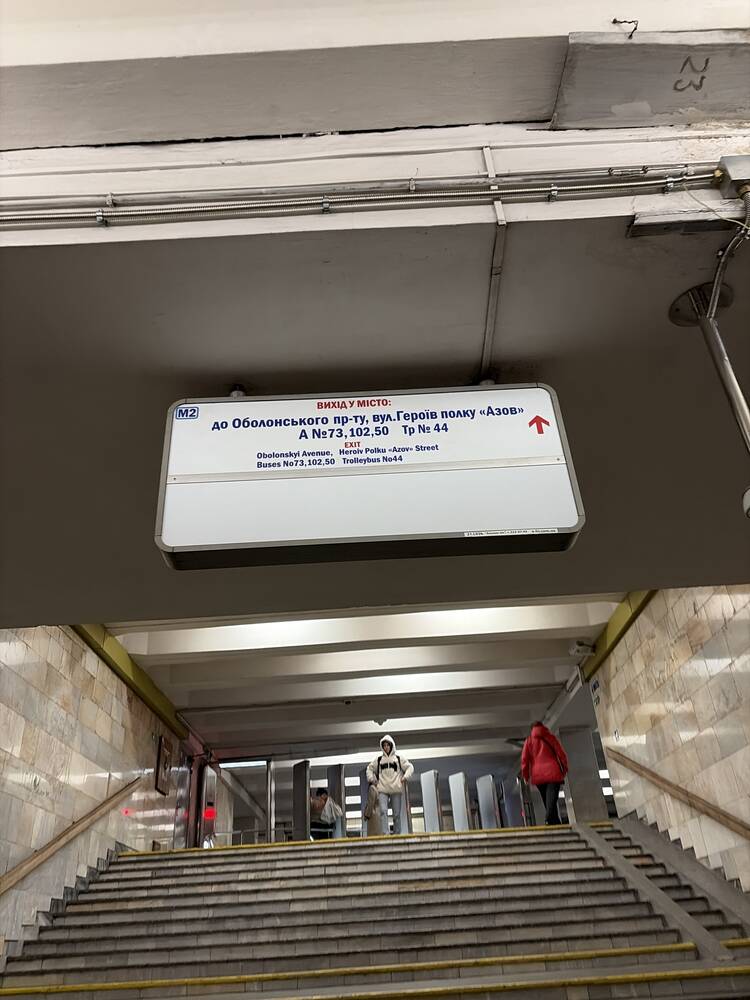 23
ВИХІД У МІСТО:
M2
до Оболонського пр-ту, вул.Героїв полку «Азов»
А №73,102,50 Тр № 44
EXIT
Obolonskyi Avenue, Heroiv Polku «Azov» Street
Buses No73,102,50 Trolleybus No44